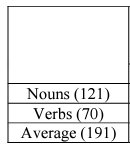 Nouns (121)
Verbs (70)
Average (191)